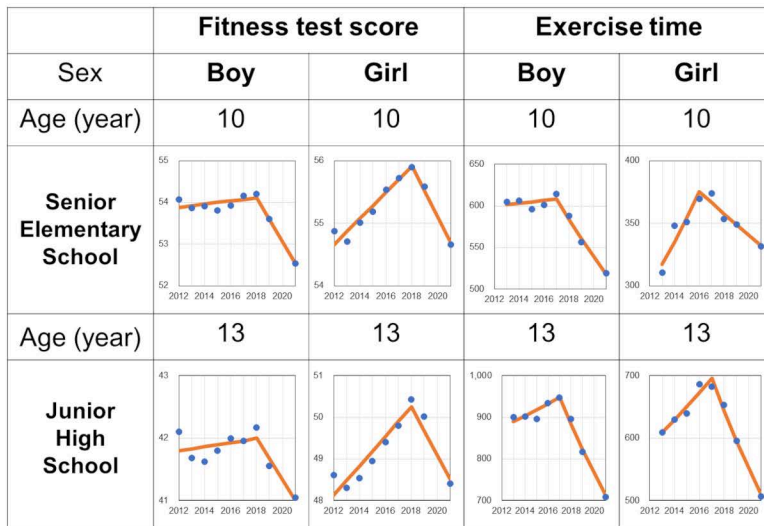 Fitness test score Exercise time
Sex Boy Girl Boy Girl
Age (year) 10 10 10 10
Senior
Elementary
School
55
54
53
52
2012 2014 2016 2018 2020
56
55
54
2012 2014 2016 2018 2020
650
600
550
500
2012 2014 2016 2018 2020
400
350
300
2012 2014 2016 2018 2020
Age (year) 13 13 13 13
Junior
High
School
43
42
41
2012 2014 2016 2018 2020
51
50
49
48
2012 2014 2016 2018 2020
1,000
900
800
700
2012 2014 2016 2018 2020
700
600
500
2012 2014 2016 2018 2020